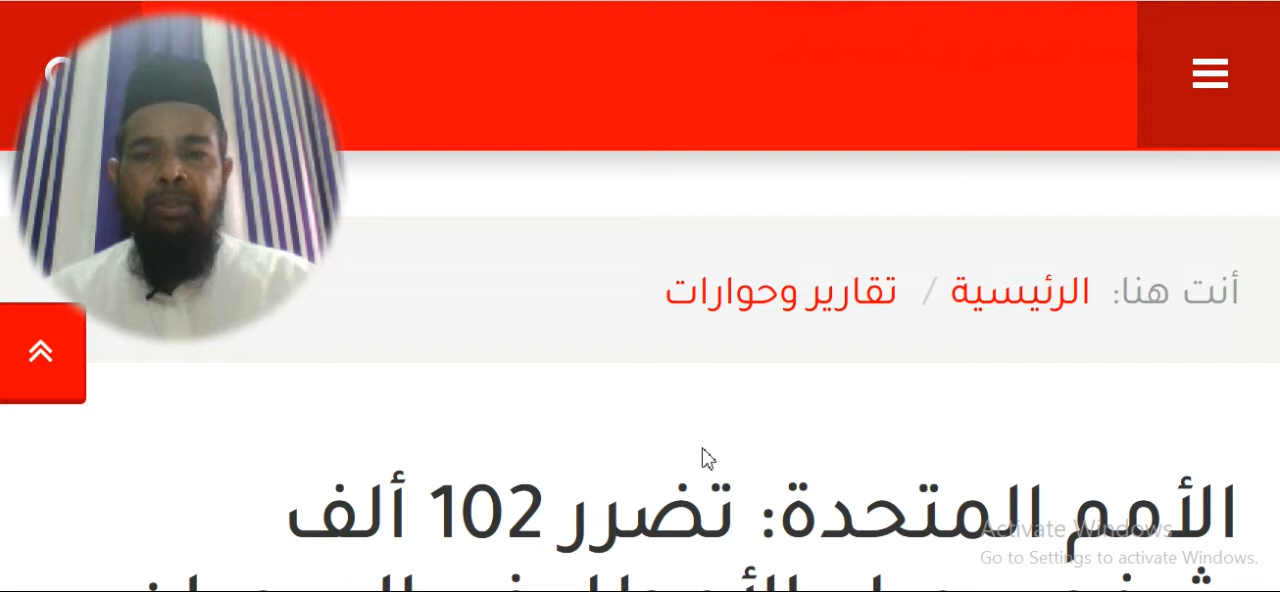 أنت هنا: الرئيسية / تقارير وحوارات
الأمم المتحدة: تضرر 102 ألف
Activate Windows
Go to Settings to activate Windows.